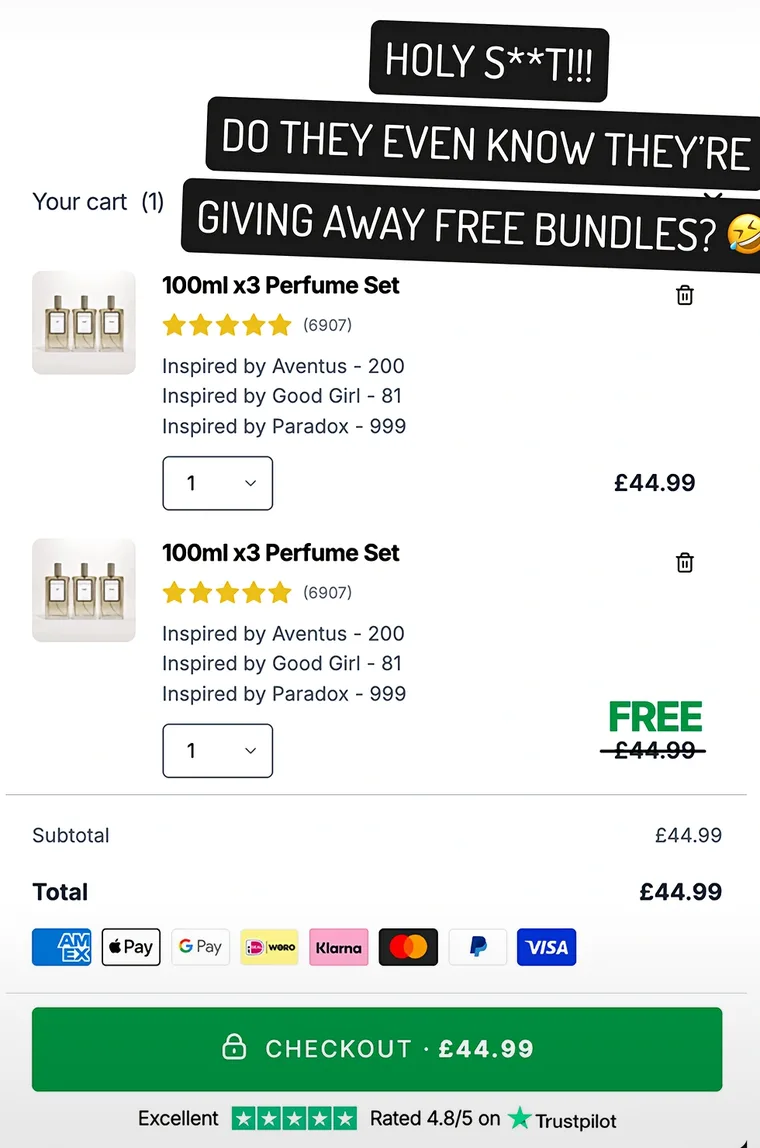 HOLY S**T!!!
DO THEY EVEN KNOW THEY'RE
GIVING AWAY FREE BUNDLES? 🤣
Your cart (1)
100ml x3 Perfume Set
(6907)
Inspired by Aventus - 200
Inspired by Good Girl - 81
Inspired by Paradox - 999
1
£44.99
100ml x3 Perfume Set
(6907)
Inspired by Aventus - 200
Inspired by Good Girl - 81
Inspired by Paradox - 999
FREE
1
£44.99
Subtotal £44.99
Total £44.99
AMEX Pay G Pay iDEAL wero Klarna PayPal VISA
CHECKOUT · £44.99
Excellent Rated 4.8/5 on Trustpilot